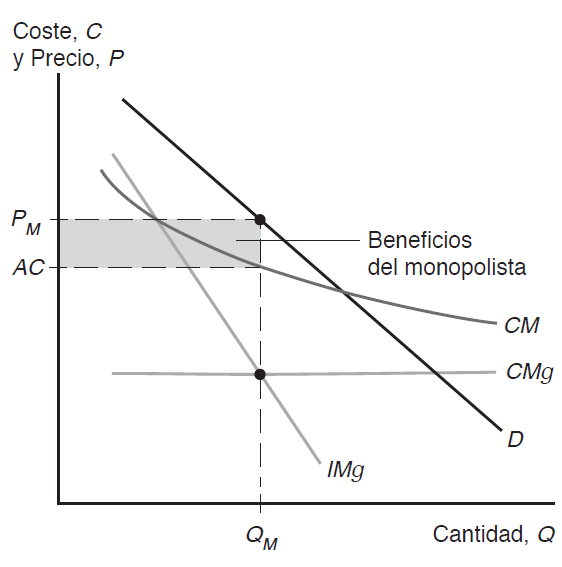 Coste, C
y Precio, P
P_M
AC
Beneficios
del monopolista
CM
CMg
D
IMg
Q_M
Cantidad, Q